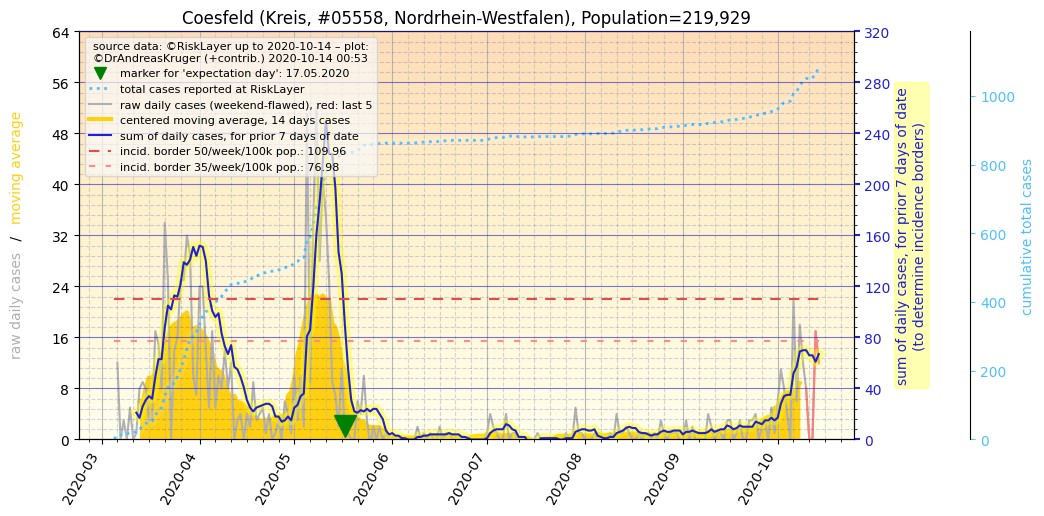 Coesfeld (Kreis, #05558, Nordrhein-Westfalen), Population=219,929
source data: ©RiskLayer up to 2020-10-14 – plot:
©DrAndreasKruger (+contrib.) 2020-10-14 00:53
marker for 'expectation day': 17.05.2020
total cases reported at RiskLayer
raw daily cases (weekend-flawed), red: last 5
centered moving average, 14 days cases
sum of daily cases, for prior 7 days of date
incid. border 50/week/100k pop.: 109.96
incid. border 35/week/100k pop.: 76.98
raw daily cases / moving average
64
56
48
40
32
24
16
8
0
2020-03
2020-04
2020-05
2020-06
2020-07
2020-08
2020-09
2020-10
320
280
240
200
160
120
80
40
0
sum of daily cases, for prior 7 days of date
(to determine incidence borders)
1000
800
600
400
200
0
cumulative total cases